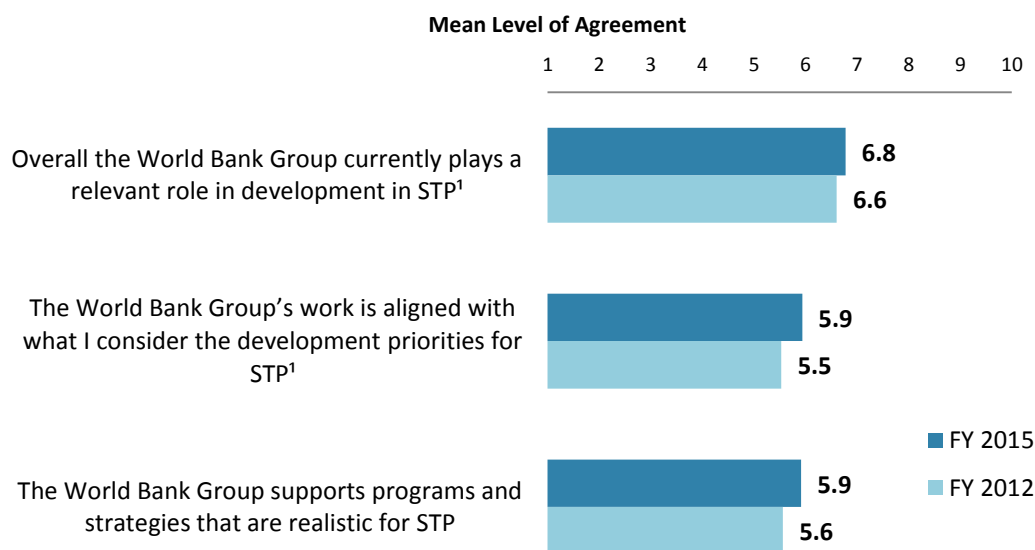 Mean Level of Agreement
1 2 3 4 5 6 7 8 9 10
Overall the World Bank Group currently plays a
relevant role in development in STP¹
6.8
6.6
The World Bank Group’s work is aligned with
what I consider the development priorities for
STP¹
5.9
5.5
The World Bank Group supports programs and
strategies that are realistic for STP
5.9
5.6
FY 2015
FY 2012